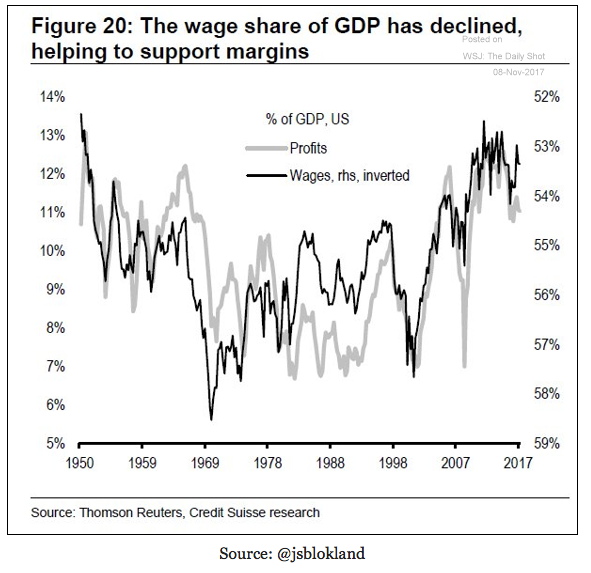 Figure 20: The wage share of GDP has declined,
helping to support margins
Posted on
WSJ: The Daily Shot
08-Nov-2017
14%
13%
12%
11%
10%
9%
8%
7%
6%
5%
% of GDP, US
Profits
Wages, rhs, inverted
52%
53%
54%
55%
56%
57%
58%
59%
1950 1959 1969 1978 1988 1998 2007 2017
Source: Thomson Reuters, Credit Suisse research
Source: @jsblokland